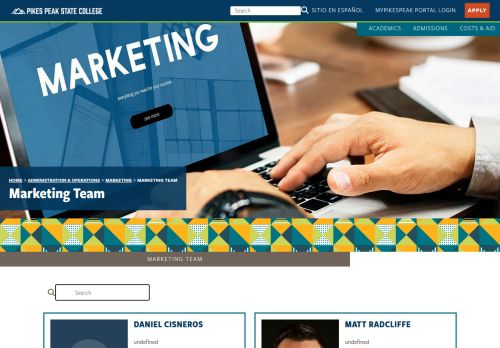 PIKES PEAK STATE COLLEGE
Search
SITIO EN ESPAÑOL
MYPIKESPEAK PORTAL LOGIN
APPLY
ACADEMICS
ADMISSIONS
COSTS & AID
MARKETING
everything you need for your success
see more
HOME > ADMINISTRATION & OPERATIONS > MARKETING > MARKETING TEAM
Marketing Team
MARKETING TEAM
Search
DANIEL CISNEROS
undefined
MATT RADCLIFFE
undefined